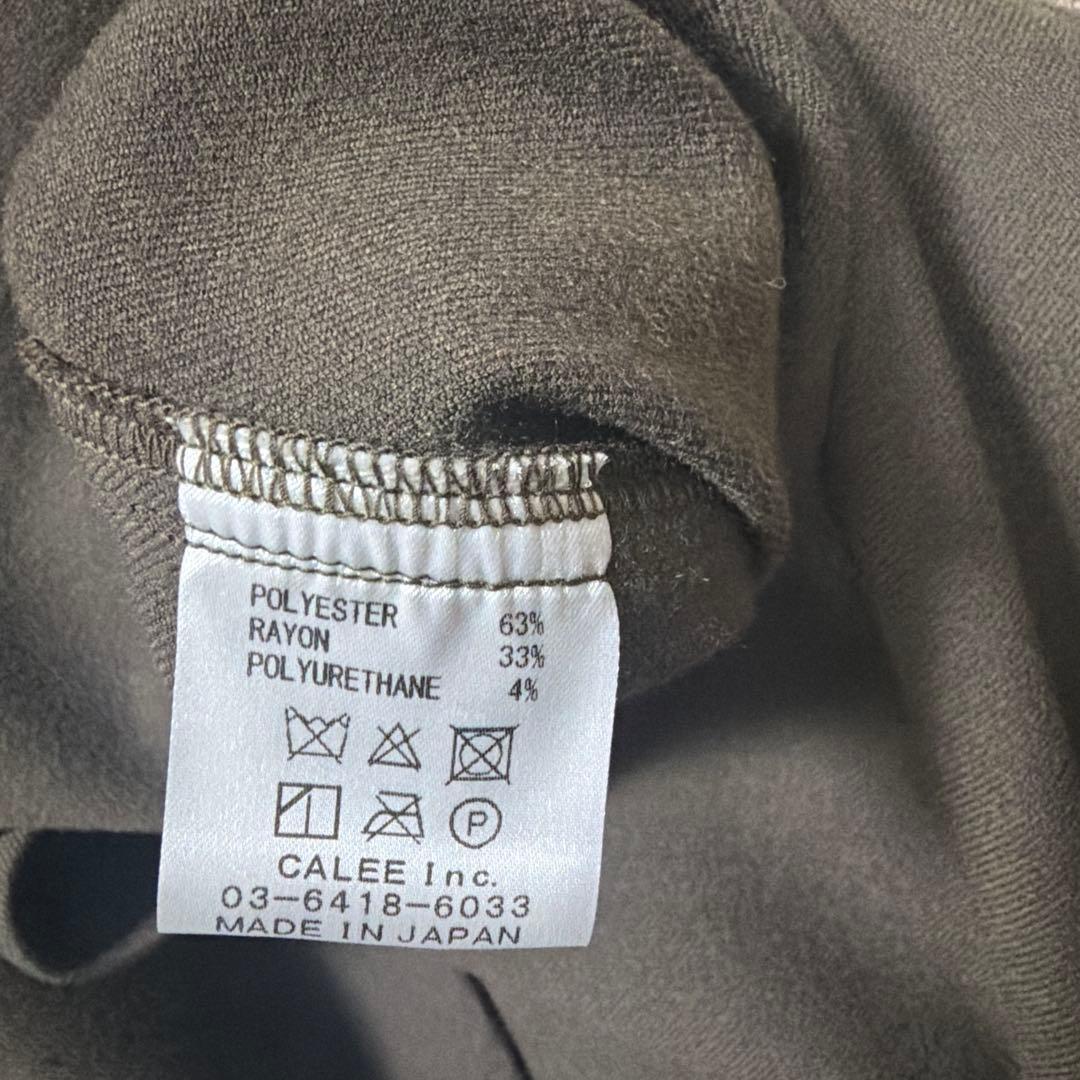 POLYESTER 63%
RAYON 33%
POLYURETHANE 4%
P
CALEE Inc.
03-6418-6033
MADE IN JAPAN